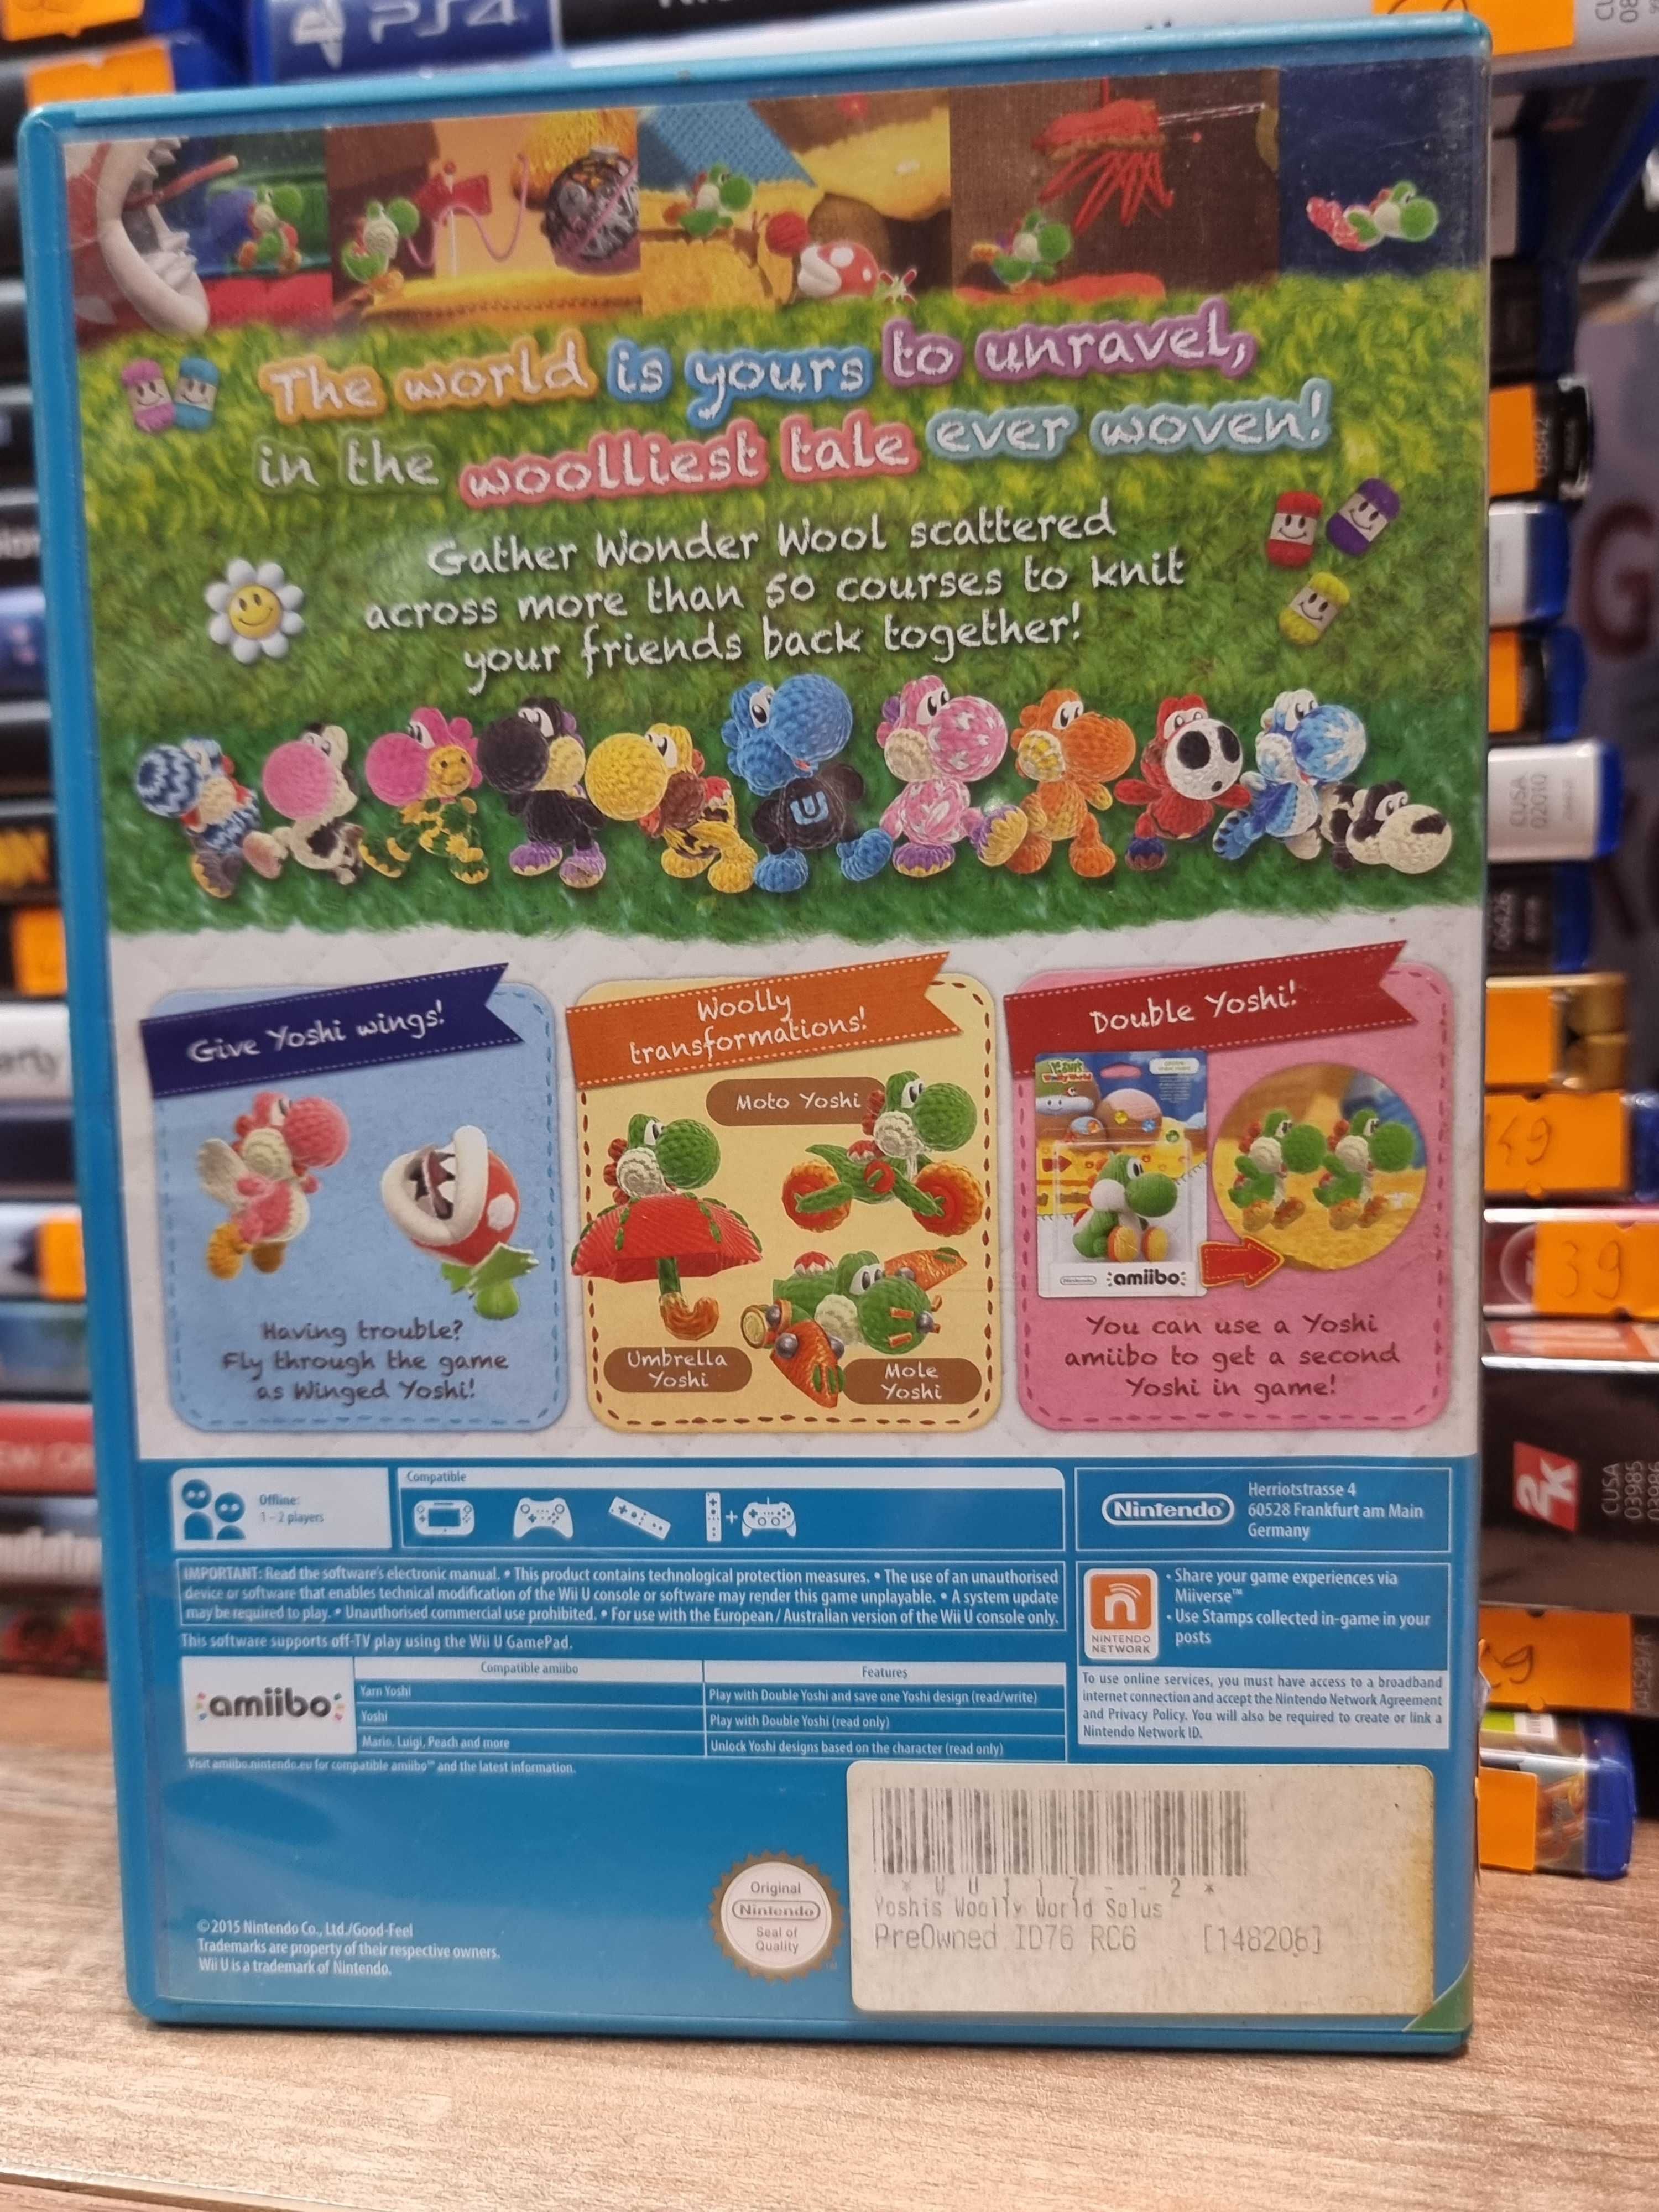 PS4
The world is yours to unravel,
in the woolliest tale ever woven!
Gather Wonder Wool scattered
across more than 50 courses to knit
your friends back together!
Give Yoshi wings!
Having trouble?
Fly through the game
as Winged Yoshi!
Woolly
transformations!
Moto Yoshi
Umbrella
Yoshi
Mole
Yoshi
Double Yoshi!
amiibo
You can use a Yoshi
amiibo to get a second
Yoshi in game!
Offline:
1 - 2 players
Compatible
Nintendo
Herriotstrasse 4
60528 Frankfurt am Main
Germany
IMPORTANT: Read the software's electronic manual. • This product contains technological protection measures. • The use of an unauthorised
device or software that enables technical modification of the Wii U console or software may render this game unplayable. • A system update
may be required to play. • Unauthorised commercial use prohibited. • For use with the European / Australian version of the Wii U console only.
This software supports off-TV play using the Wii U GamePad.
NINTENDO
NETWORK
• Share your game experiences via
Miiverse™
• Use Stamps collected in-game in your
posts
To use online services, you must have access to a broadband
internet connection and accept the Nintendo Network Agreement
and Privacy Policy. You will also be required to create or link a
Nintendo Network ID.
amiibo
Compatible amiibo Features
Yarn Yoshi Play with Double Yoshi and save one Yoshi design (read/write)
Yoshi Play with Double Yoshi (read only)
Mario, Luigi, Peach and more Unlock Yoshi designs based on the character (read only)
Visit amiibo.nintendo.eu for compatible amiibo™ and the latest information.
Original
Nintendo
Seal of
Quality
Yoshis Woolly World Solus
PreOwned ID76 RC6 [148206]
©2015 Nintendo Co., Ltd./Good-Feel
Trademarks are property of their respective owners.
Wii U is a trademark of Nintendo.
CUSA
02010
49
39
2K
CUSA
03985